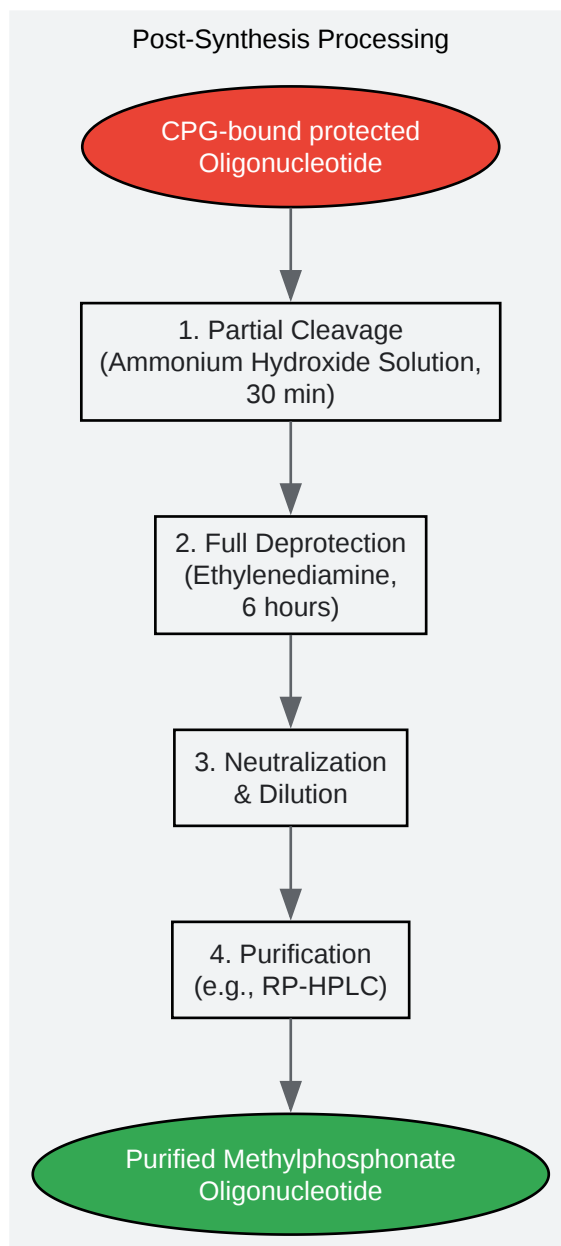 Post-Synthesis Processing
CPG-bound protected
Oligonucleotide
1. Partial Cleavage
(Ammonium Hydroxide Solution,
30 min)
2. Full Deprotection
(Ethylenediamine,
6 hours)
3. Neutralization
& Dilution
4. Purification
(e.g., RP-HPLC)
Purified Methylphosphonate
Oligonucleotide